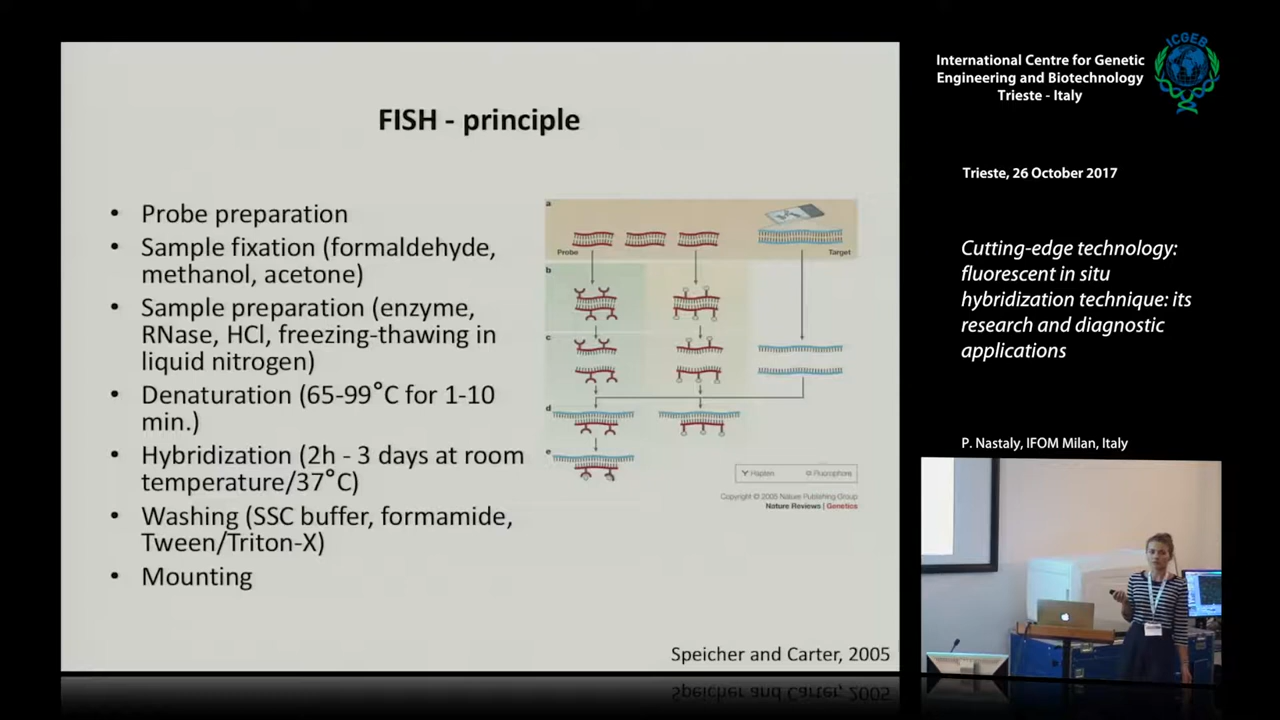 FISH - principle
• Probe preparation
• Sample fixation (formaldehyde,
methanol, acetone)
• Sample preparation (enzyme,
RNase, HCl, freezing-thawing in
liquid nitrogen)
• Denaturation (65-99°C for 1-10
min.)
• Hybridization (2h - 3 days at room
temperature/37°C)
• Washing (SSC buffer, formamide,
Tween/Triton-X)
• Mounting
a
Probe
Target
b
c
d
e
Hapten
Fluorophore
Copyright © 2005 Nature Publishing Group
Nature Reviews | Genetics
Speicher and Carter, 2005
International Centre for Genetic
Engineering and Biotechnology
Trieste - Italy
ICGEB
Trieste, 26 October 2017
Cutting-edge technology:
fluorescent in situ
hybridization technique: its
research and diagnostic
applications
P. Nastaly, IFOM Milan, Italy